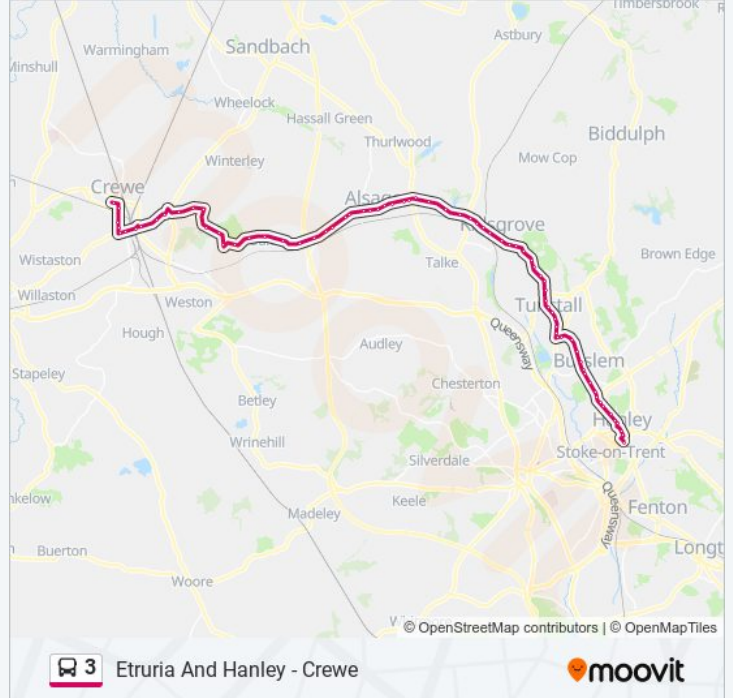 Timbersbrook
Astbury
Sandbach
Warmingham
Minshull
Wheelock
Hassall Green
Biddulph
Thurlwood
Mow Cop
Winterley
Crewe
Alsag
Kidsgrove
Brown Edge
Wistaston
Talke
Willaston
Weston
Tunstall
Hough
Queensway
Audley
Burslem
Stapeley
Chesterton
Betley
Hanley
Wrinehill
Stoke-on-Trent
Silverdale
Queensway
Keele
Fenton
Madeley
Longt
Buerton
Woore
© OpenStreetMap contributors | © OpenMapTiles
3 Etruria And Hanley - Crewe
moovit